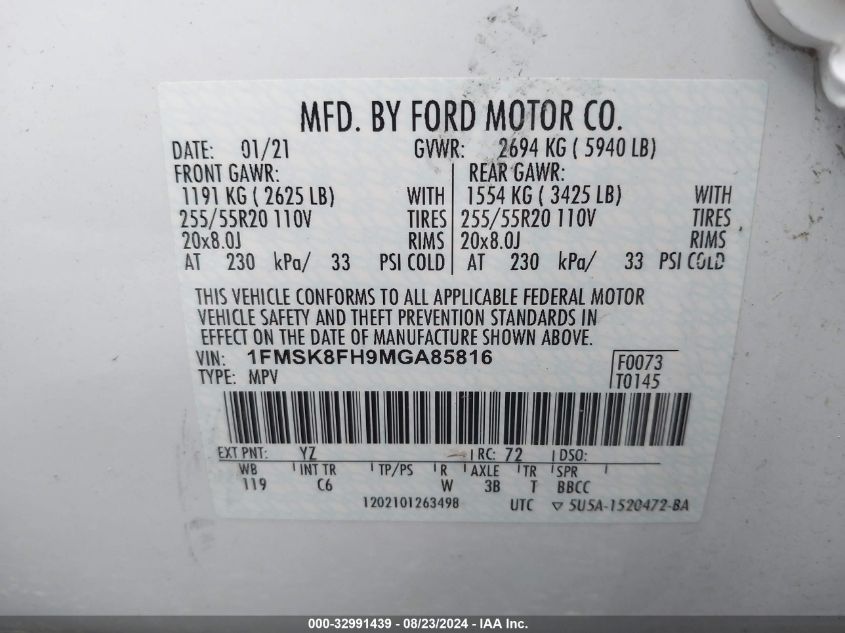 MFD. BY FORD MOTOR CO.
DATE: 01/21 GVWR: 2694 KG ( 5940 LB)
FRONT GAWR: REAR GAWR:
1191 KG ( 2625 LB) WITH 1554 KG ( 3425 LB) WITH
255/55R20 110V TIRES 255/55R20 110V TIRES
20x8.0J RIMS 20x8.0J RIMS
AT 230 kPa/ 33 PSI COLD AT 230 kPa/ 33 PSI COLD
THIS VEHICLE CONFORMS TO ALL APPLICABLE FEDERAL MOTOR
VEHICLE SAFETY AND THEFT PREVENTION STANDARDS IN
EFFECT ON THE DATE OF MANUFACTURE SHOWN ABOVE.
VIN: 1FMSK8FH9MGA85816 F0073
TYPE: MPV T0145
EXT PNT: YZ RC: 72 DSO:
WB INT TR TP/PS R AXLE TR SPR
119 C6 W 3B T BBCC
1202101263498 UTC ▽ 5U5A-1520472-BA
000-32991439 - 08/23/2024 - IAA Inc.